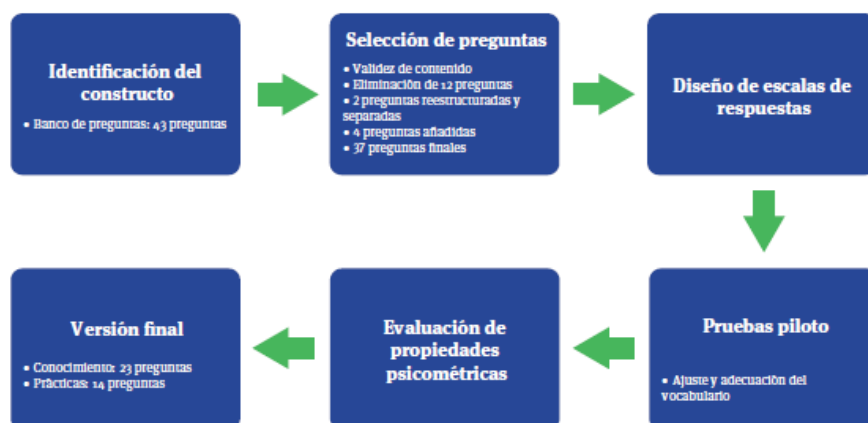 Identificación del
constructo
• Banco de preguntas: 43 preguntas
Selección de preguntas
• Validez de contenido
• Eliminación de 12 preguntas
• 2 preguntas reestructuradas y
separadas
• 4 preguntas añadidas
• 37 preguntas finales
Diseño de escalas de
respuestas
Pruebas piloto
• Ajuste y adecuación del
vocabulario
Evaluación de
propiedades
psicométricas
Versión final
• Conocimiento: 23 preguntas
• Prácticas: 14 preguntas